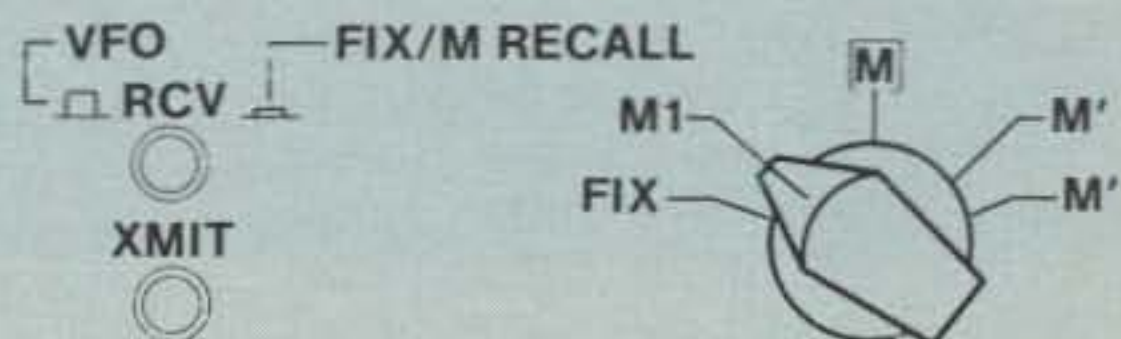 VFO
FIX/M RECALL
RCV
XMIT
M
M1
M'
FIX
M'